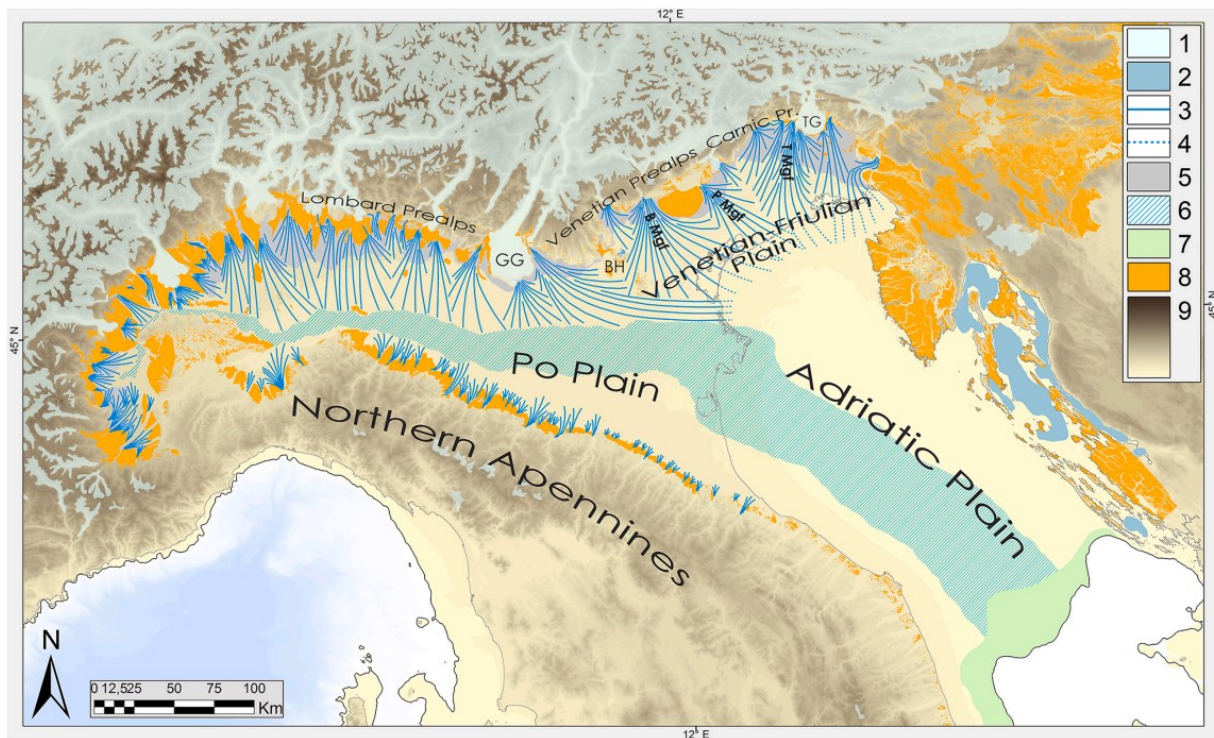 12° E
1
2
3
4
5
6
7
8
9
TG
Carnic Pr.
T Mgf
Venetian Prealps
P Mgf
B Mgf
Lombard Prealps
GG
BH
Venetian-Friulian
Plain
45° N
45° N
Po Plain
Adriatic Plain
Northern Apennines
N
0 12,525 50 75 100
Km
12° E